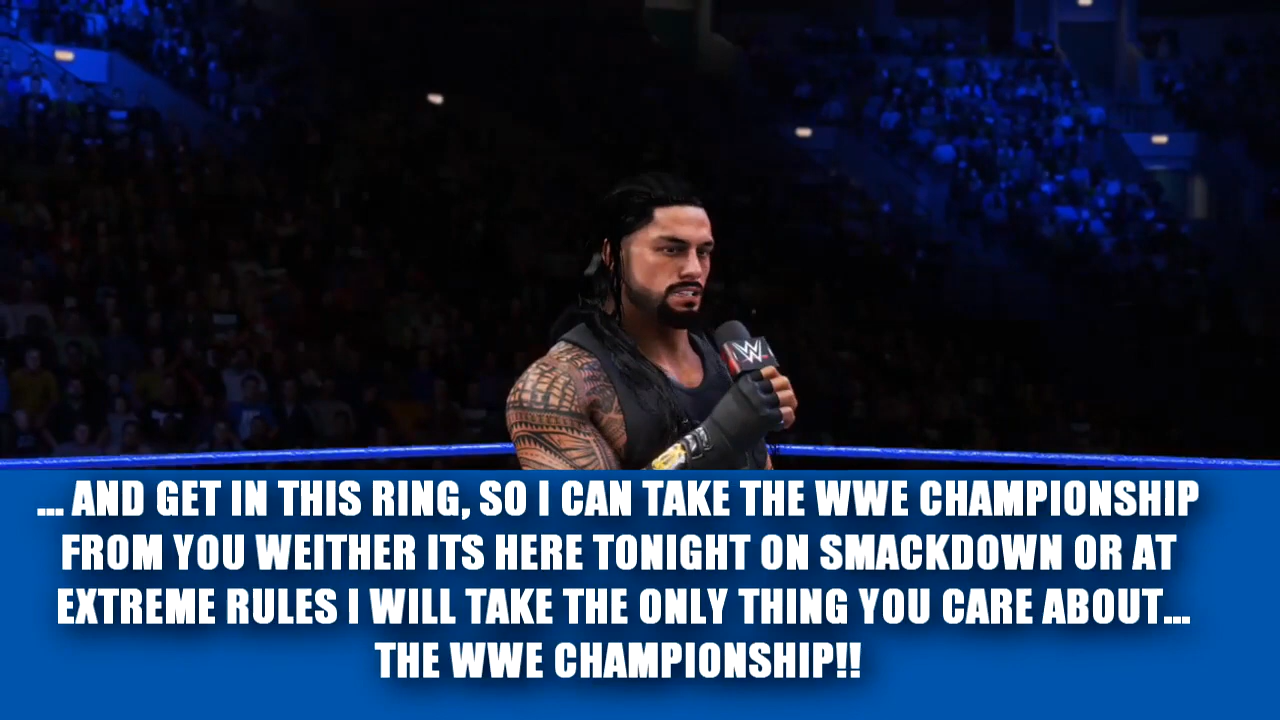 W
... AND GET IN THIS RING, SO I CAN TAKE THE WWE CHAMPIONSHIP
FROM YOU WEITHER ITS HERE TONIGHT ON SMACKDOWN OR AT
EXTREME RULES I WILL TAKE THE ONLY THING YOU CARE ABOUT...
THE WWE CHAMPIONSHIP!!